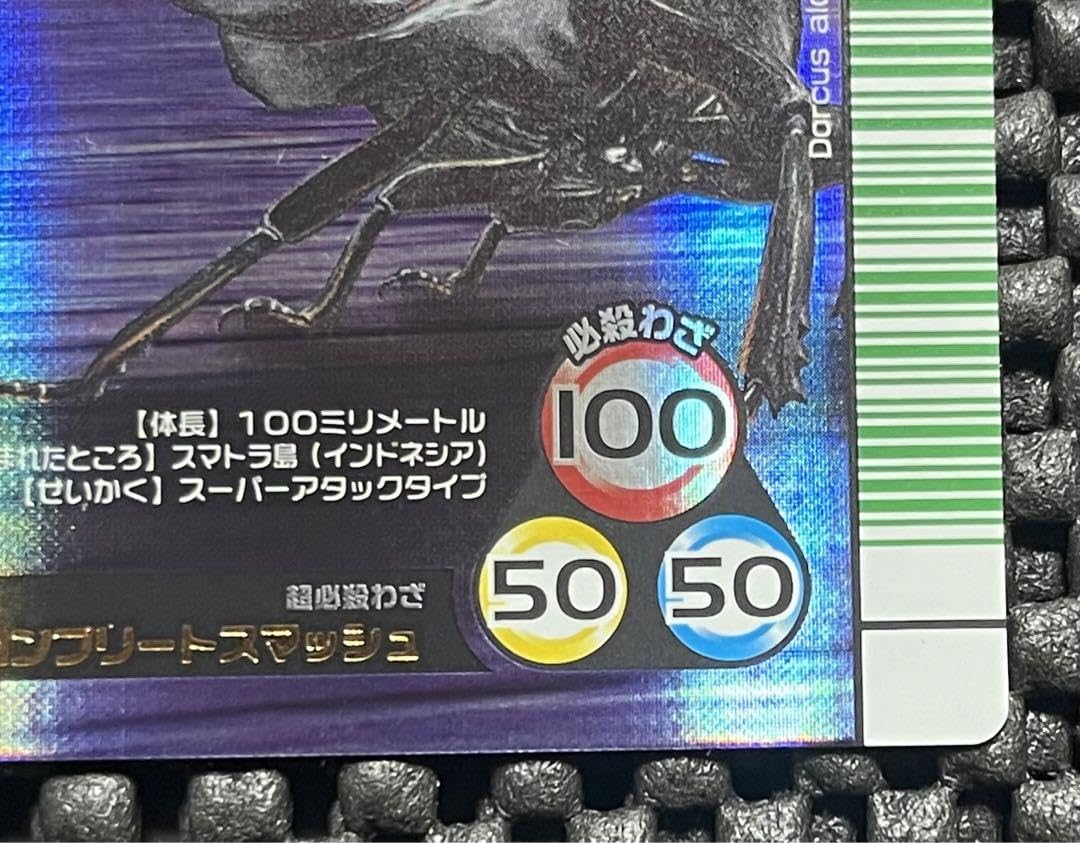 Dorcus alc
必殺わざ
100
【体長】100ミリメートル
まれたところ】スマトラ島(インドネシア)
【せいかく】スーパーアタックタイプ
50
50
超必殺わざ
コンプリートスマッシュ